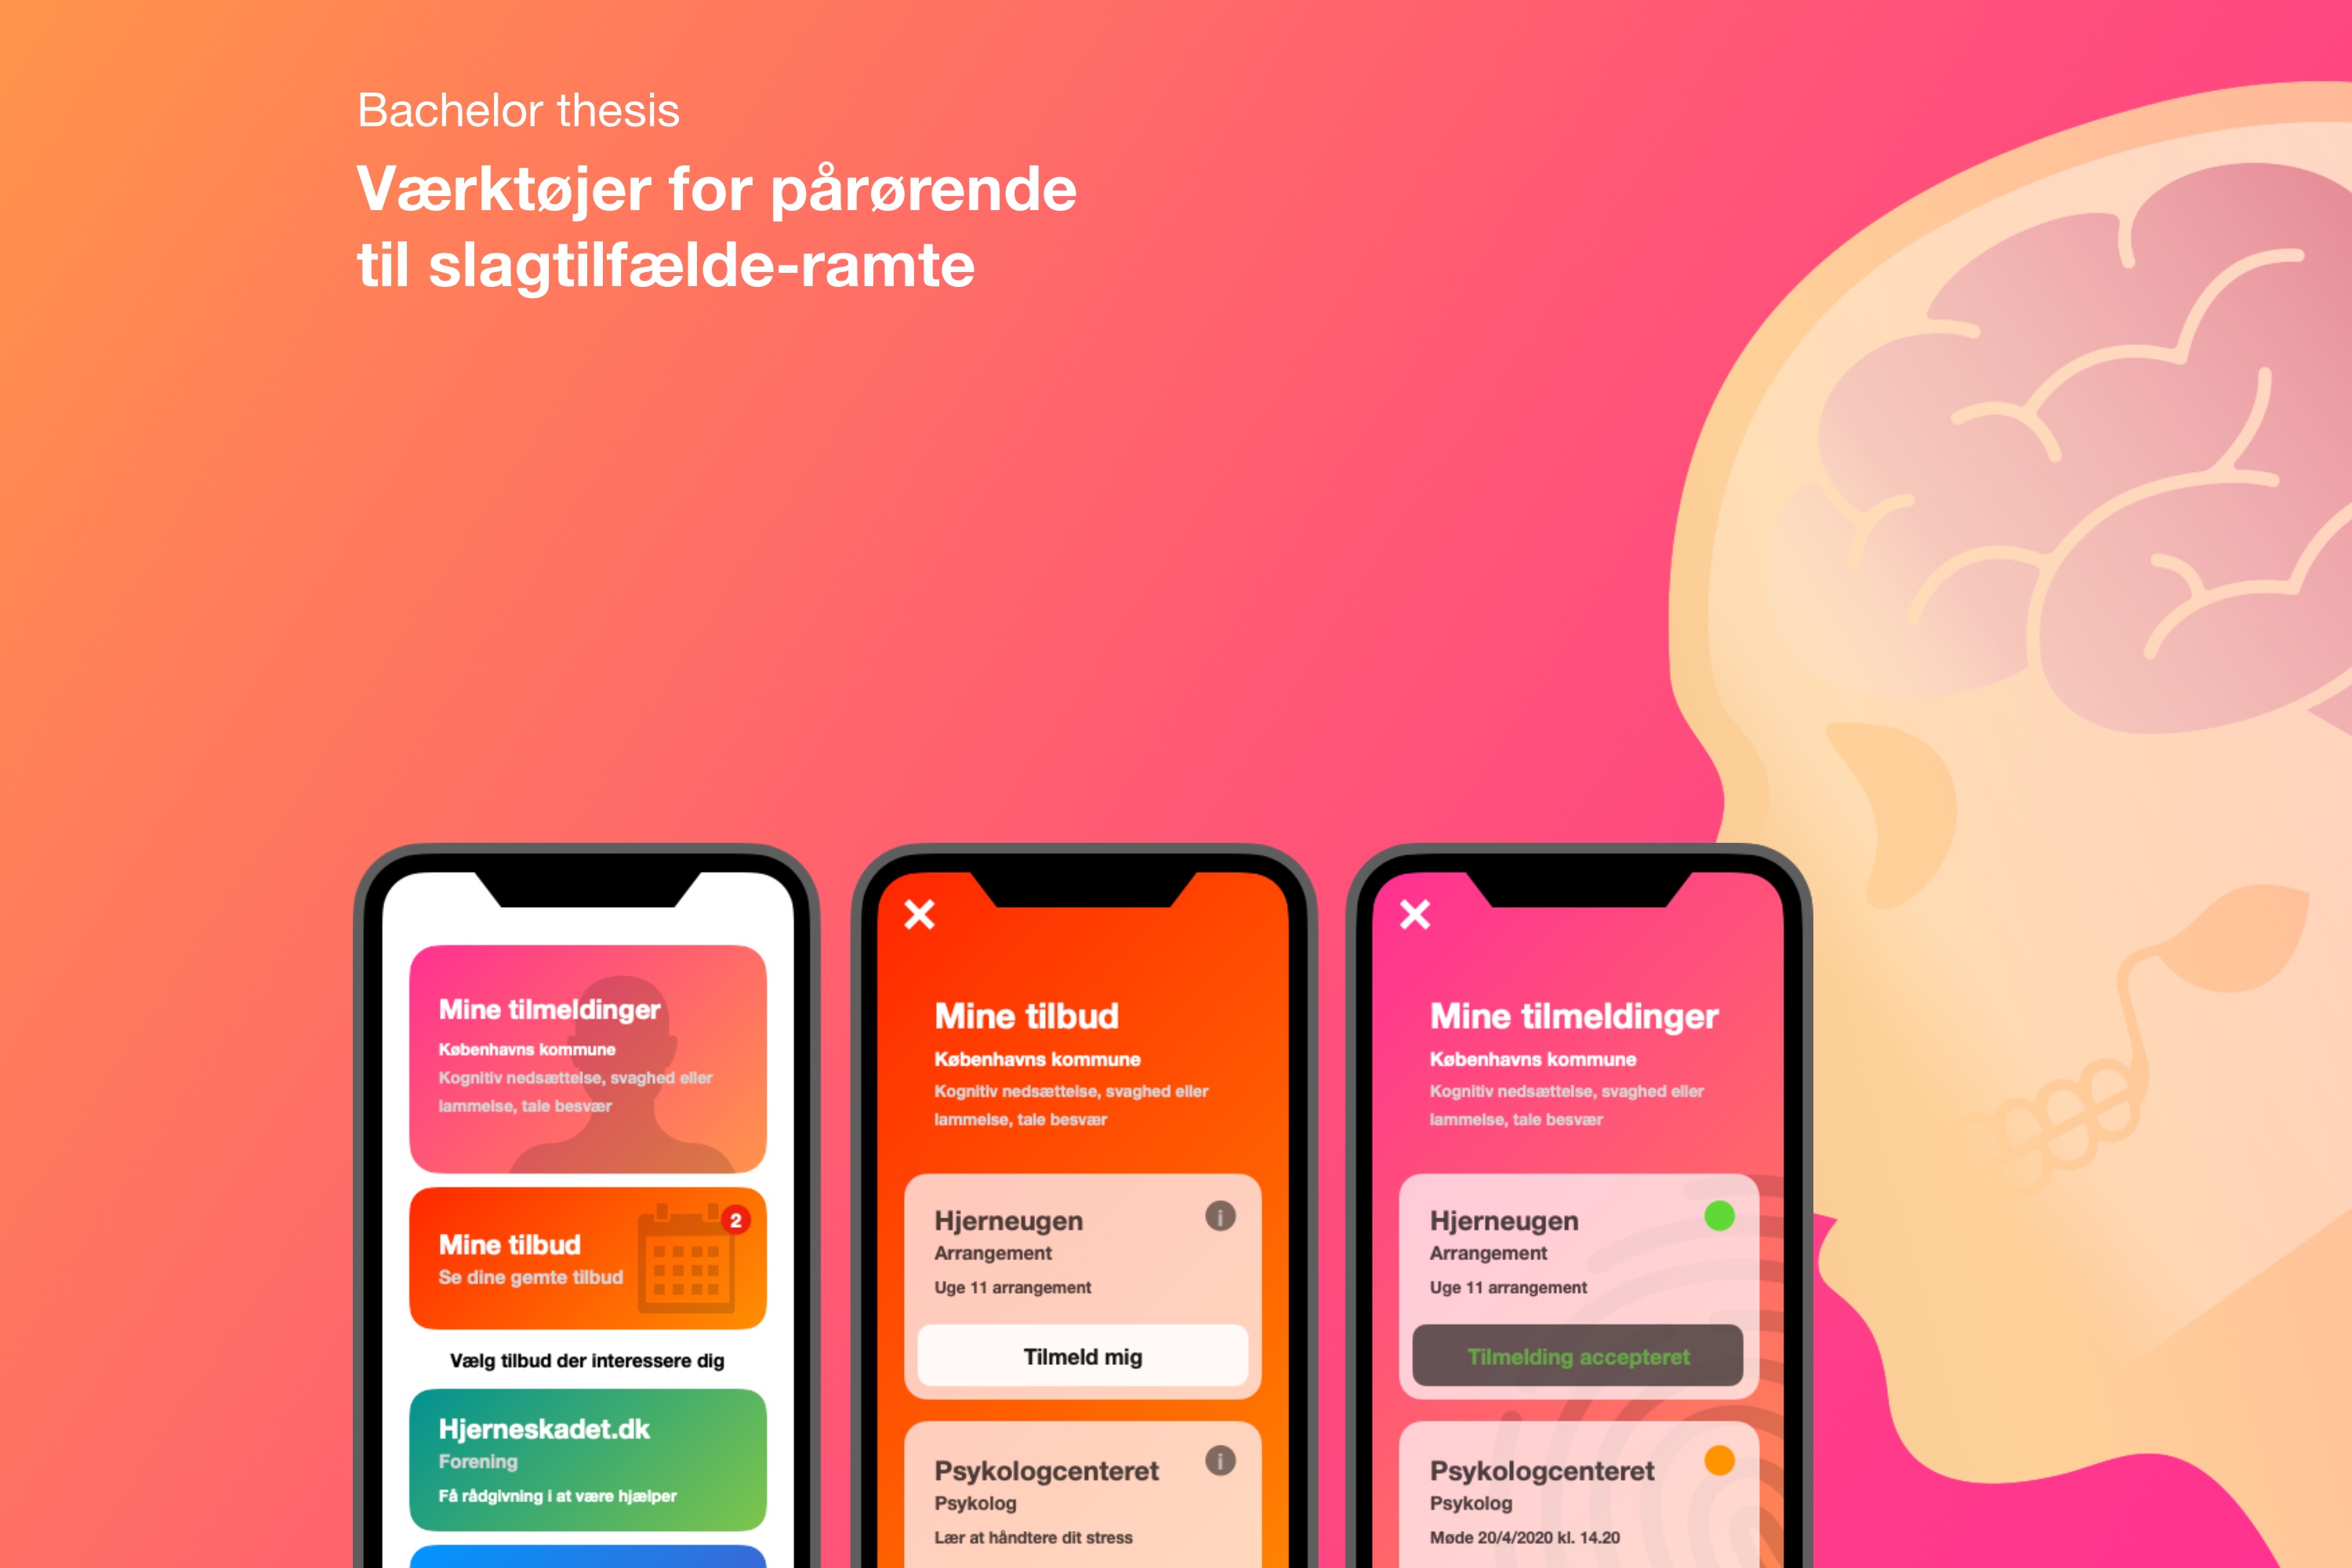 Bachelor thesis
Værktøjer for pårørende
til slagtilfælde-ramte
Mine tilmeldinger
Københavns kommune
Kognitiv nedsættelse, svaghed eller
lammelse, tale besvær
Mine tilbud
Se dine gemte tilbud
2
Vælg tilbud der interessere dig
Hjerneskadet.dk
Forening
Få rådgivning i at være hjælper
Mine tilbud
Københavns kommune
Kognitiv nedsættelse, svaghed eller
lammelse, tale besvær
Hjerneugen
i
Arrangement
Uge 11 arrangement
Tilmeld mig
Psykologcenteret
i
Psykolog
Lær at håndtere dit stress
Mine tilmeldinger
Københavns kommune
Kognitiv nedsættelse, svaghed eller
lammelse, tale besvær
Hjerneugen
Arrangement
Uge 11 arrangement
Tilmelding accepteret
Psykologcenteret
Psykolog
Møde 20/4/2020 kl. 14.20